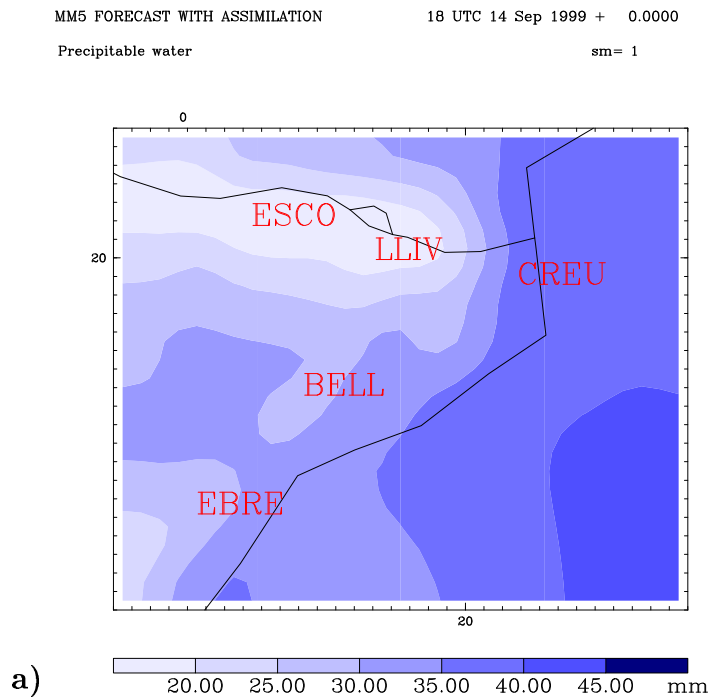 MM5 FORECAST WITH ASSIMILATION 18 UTC 14 Sep 1999 + 0.0000
Precipitable water sm= 1
0
ESCO
LLIV
20
CREU
BELL
EBRE
20
a)
20.00 25.00 30.00 35.00 40.00 45.00 mm